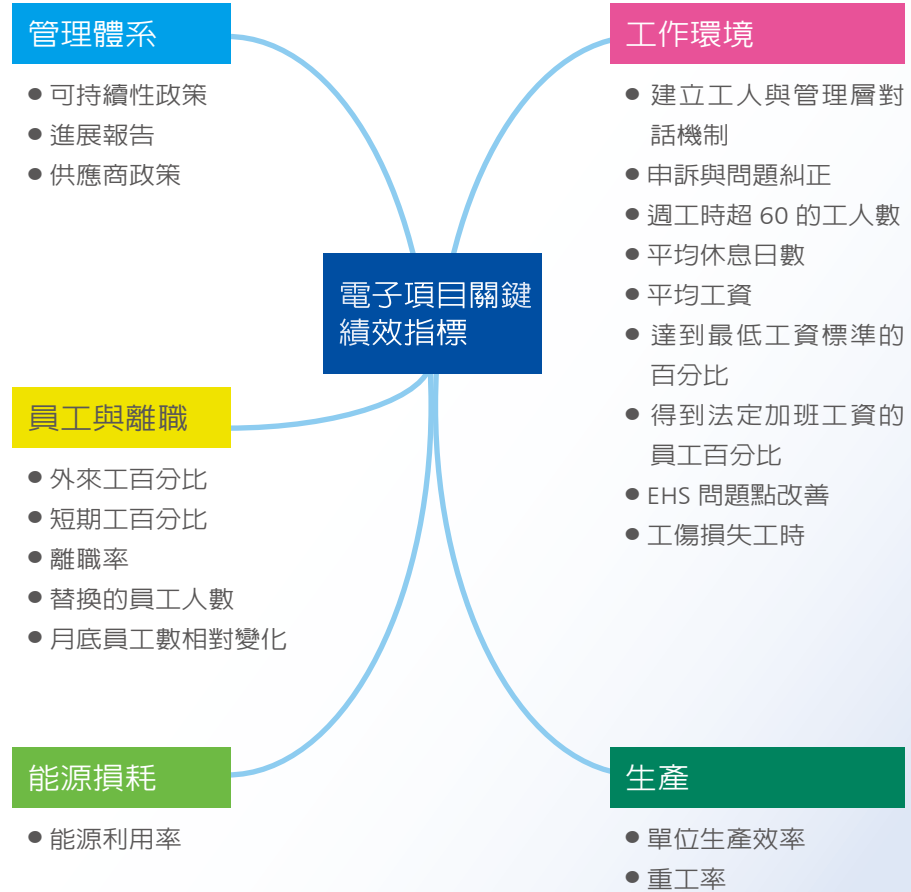 管理體系
● 可持續性政策
● 進展報告
● 供應商政策
工作環境
● 建立工人與管理層對
話機制
● 申訴與問題糾正
● 週工時超 60 的工人數
● 平均休息日數
● 平均工資
● 達到最低工資標準的
百分比
● 得到法定加班工資的
員工百分比
● EHS 問題點改善
● 工傷損失工時
電子項目關鍵
績效指標
員工與離職
● 外來工百分比
● 短期工百分比
● 離職率
● 替換的員工人數
● 月底員工數相對變化
能源損耗
● 能源利用率
生產
● 單位生產效率
● 重工率